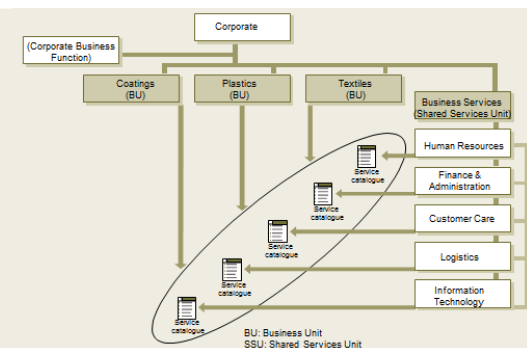 Corporate
(Corporate Business
Function)
Coatings
(BU)
Plastics
(BU)
Textiles
(BU)
Business Services
(Shared Services Unit)
Human Resources
Service
catalogue
Finance &
Administration
Service
catalogue
Customer Care
Service
catalogue
Logistics
Service
catalogue
Information
Technology
Service
catalogue
BU: Business Unit
SSU: Shared Services Unit